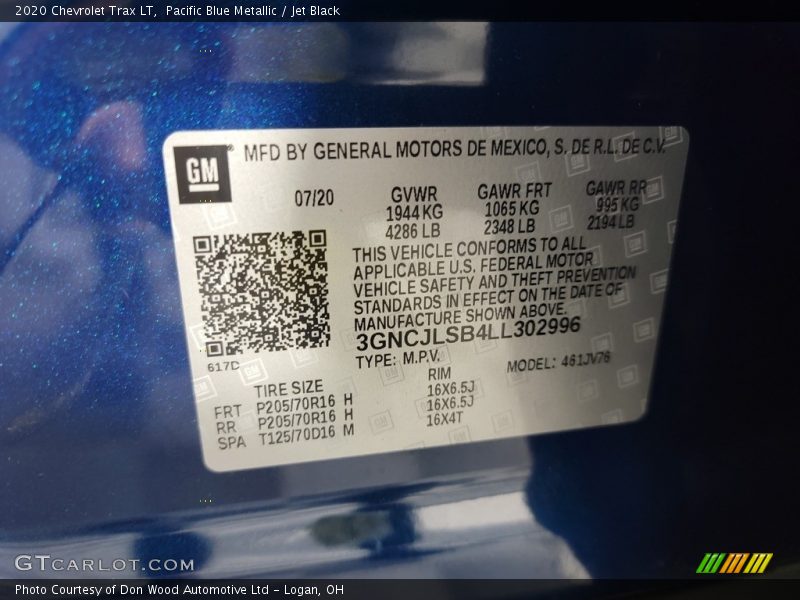 2020 Chevrolet Trax LT, Pacific Blue Metallic / Jet Black
GM® MFD BY GENERAL MOTORS DE MEXICO, S. DE R.L. DE C.V.
07/20 GVWR GAWR FRT GAWR RR
1944 KG 1065 KG 995 KG
4286 LB 2348 LB 2194 LB
THIS VEHICLE CONFORMS TO ALL
APPLICABLE U.S. FEDERAL MOTOR
VEHICLE SAFETY AND THEFT PREVENTION
STANDARDS IN EFFECT ON THE DATE OF
MANUFACTURE SHOWN ABOVE.
3GNCJLSB4LL302996
617D TYPE: M.P.V. MODEL: 461JV76
TIRE SIZE RIM
FRT P205/70R16 H 16X6.5J
RR P205/70R16 H 16X6.5J
SPA T125/70D16 M 16X4T
GTCARLOT.COM
Photo Courtesy of Don Wood Automotive Ltd - Logan, OH